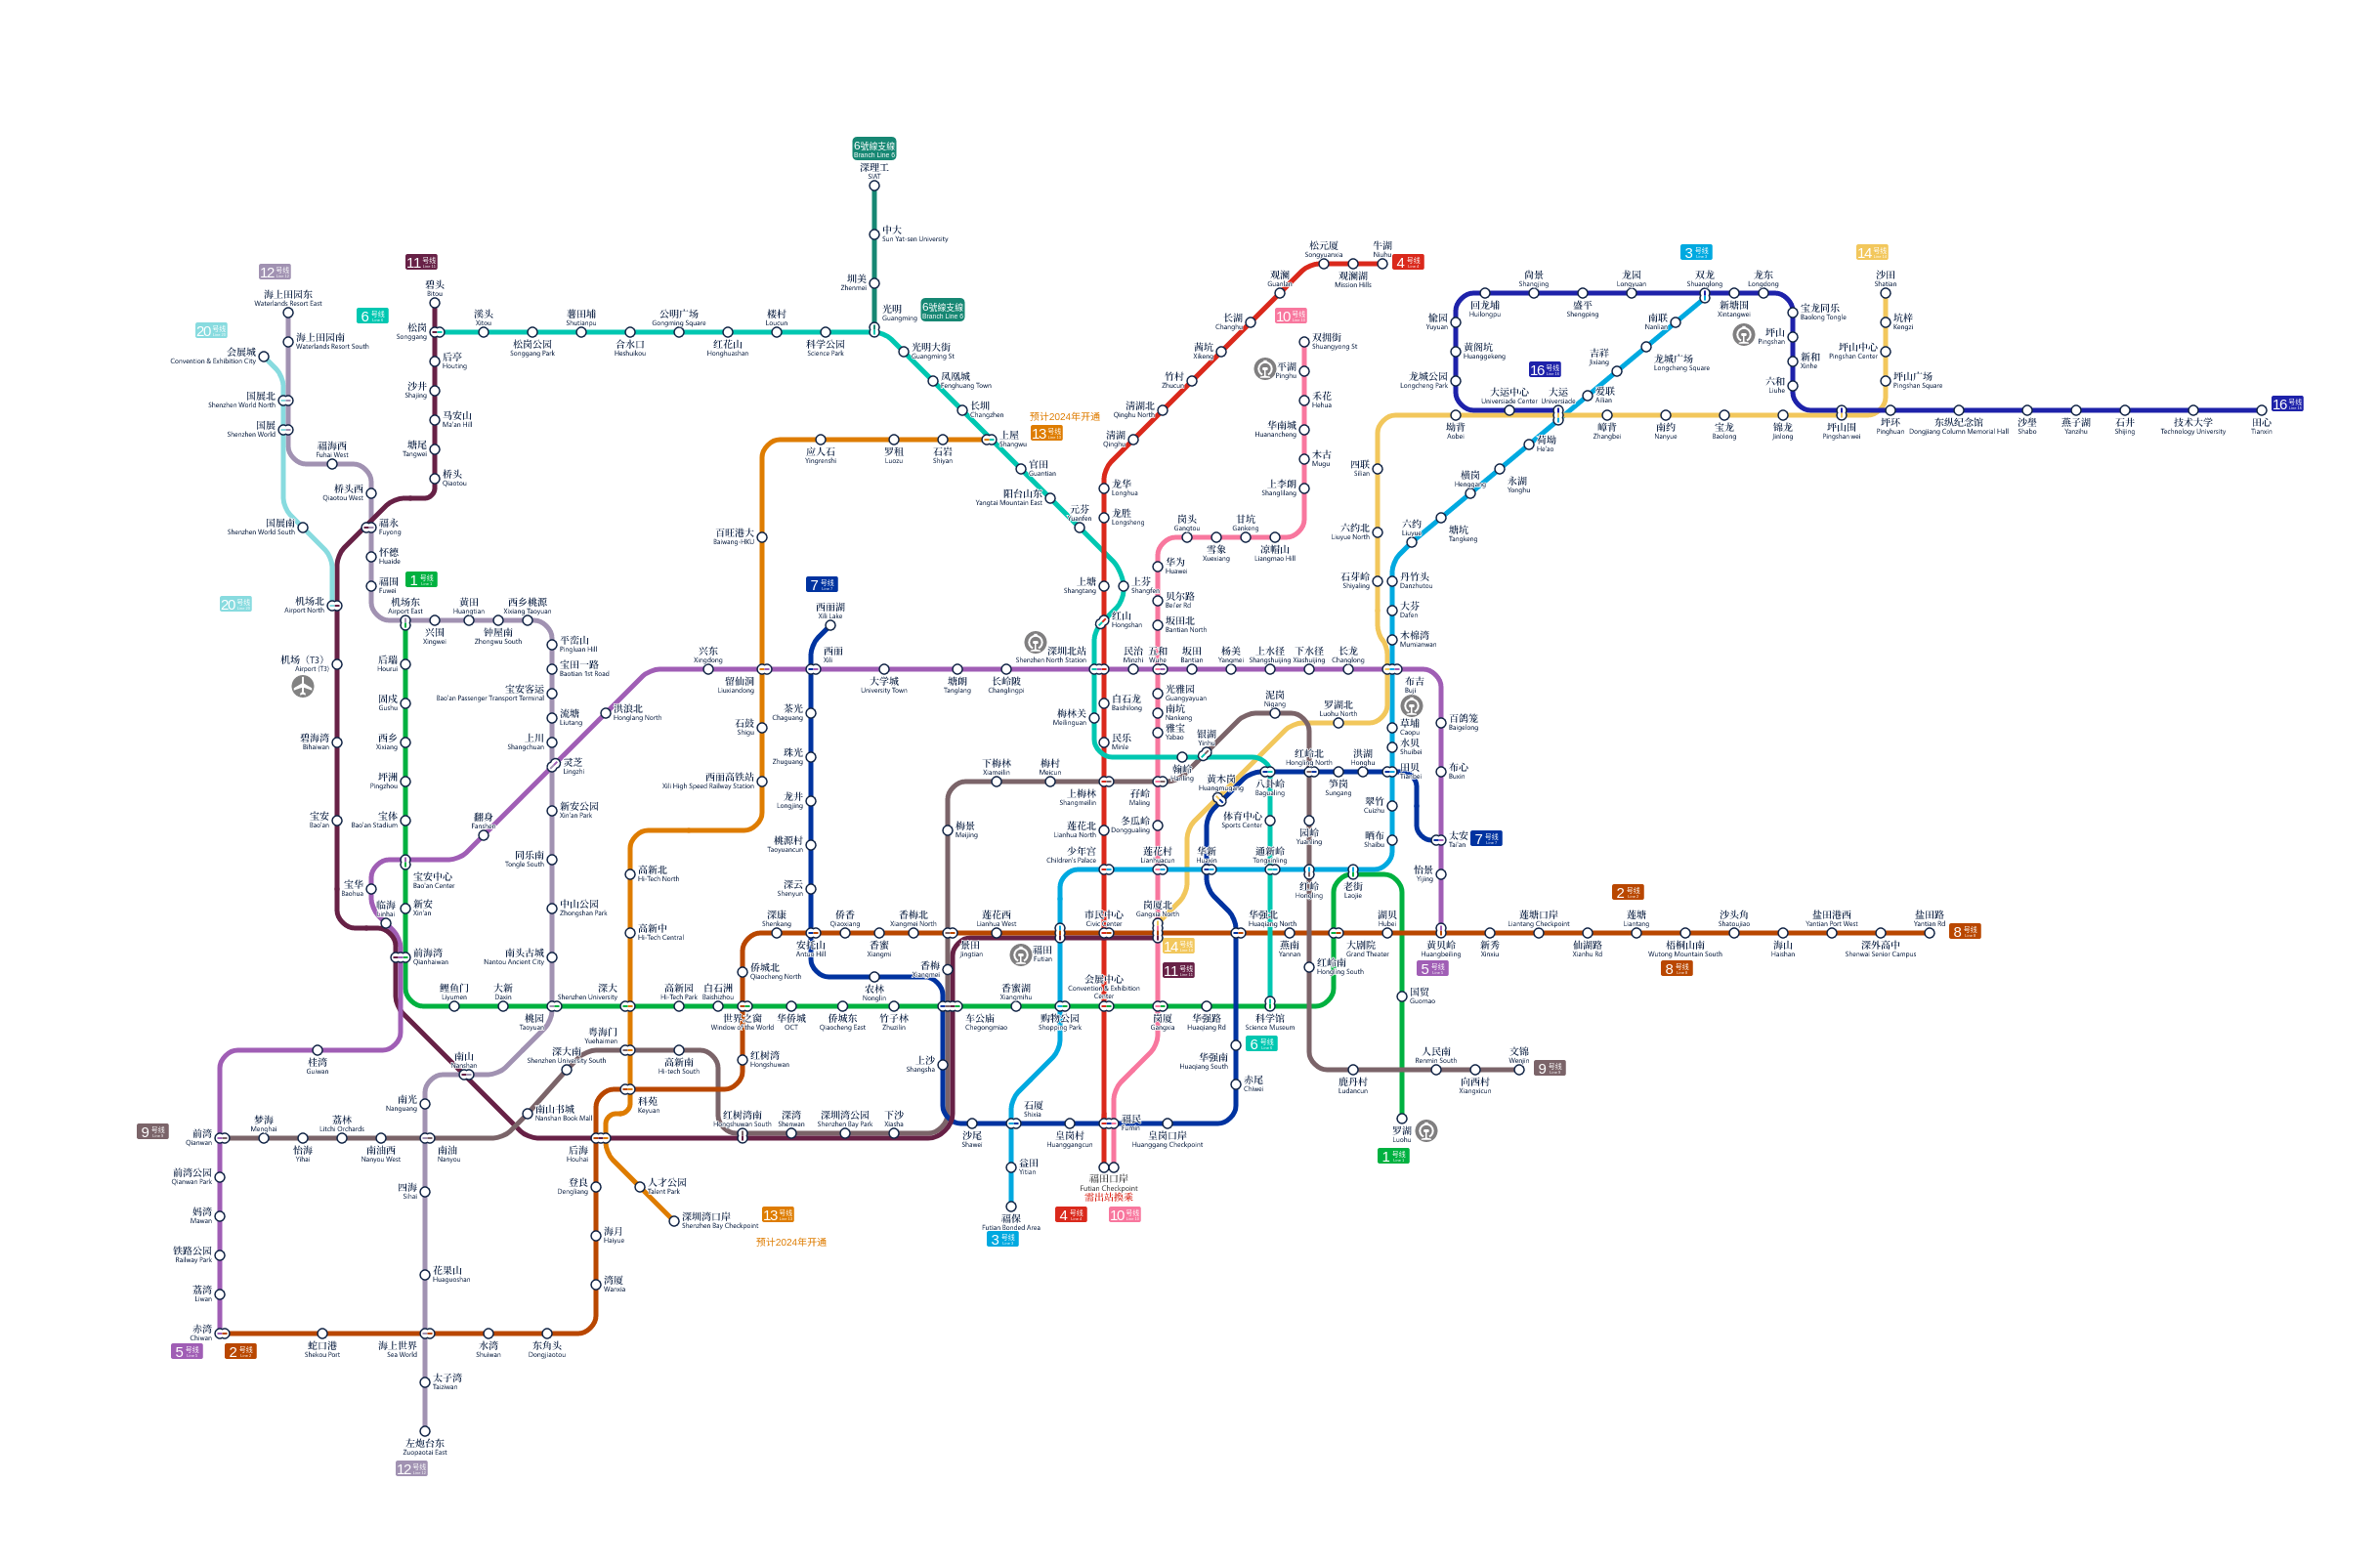 6號線支線
Branch Line 6
深理工
SIAT
中大
Sun Yat-sen University
圳美
Zhenmei
光明
Guangming
6號線支線
Branch Line 6
12 号线
海上田园东
Waterlands Resort East
海上田园南
Waterlands Resort South
20 号线
会展城
Convention & Exhibition City
国展北
Shenzhen World North
国展
Shenzhen World
福海西
Fuhai West
桥头西
Qiaotou West
国展南
Shenzhen World South
福永
Fuyong
怀德
Huaide
福围
Fuwei
11 号线
碧头
Bitou
6 号线
松岗
Songgang
后亭
Houting
沙井
Shajing
马安山
Ma'an Hill
塘尾
Tangwei
桥头
Qiaotou
溪头
Xitou
松岗公园
Songgang Park
薯田埔
Shutianpu
合水口
Heshuikou
公明广场
Gongming Square
红花山
Honghuashan
楼村
Loucun
科学公园
Science Park
光明大街
Guangming St
凤凰城
Fenghuang Town
长圳
Changzhen
预计2024年开通
13 号线
上屋
Shangwu
应人石
Yingrenshi
罗租
Luozu
石岩
Shiyan
官田
Guantian
阳台山东
Yangtai Mountain East
元芬
Yuanfen
上芬
Shangfen
松元厦
Songyuanxia
牛湖
Niuhu
4 号线
观澜湖
Mission Hills
观澜
Guanlan
长湖
Changhu
茜坑
Xikeng
竹村
Zhucun
清湖北
Qinghu North
清湖
Qinghu
龙华
Longhua
龙胜
Longsheng
上塘
Shangtang
红山
Hongshan
10 号线
双拥街
Shuangyong St
平湖
Pinghu
禾花
Hehua
华南城
Huanancheng
木古
Mugu
上李朗
Shanglilang
凉帽山
Liangmao Hill
甘坑
Gankeng
雪象
Xuexiang
岗头
Gangtou
华为
Huawei
贝尔路
Bei'er Rd
坂田北
Bantian North
3 号线
双龙
Shuanglong
龙东
Longdong
回龙埔
Huilongpu
尚景
Shangjing
盛平
Shengping
龙园
Longyuan
新塘围
Xintangwei
宝龙同乐
Baolong Tongle
坪山
Pingshan
新和
Xinhe
六和
Liuhe
愉园
Yuyuan
黄阁坑
Huanggekeng
龙城公园
Longcheng Park
大运中心
Universiade Center
16 号线
大运
Universiade
南联
Nanlian
龙城广场
Longcheng Square
吉祥
Jixiang
爱联
Ailian
14 号线
沙田
Shatian
坑梓
Kengzi
坪山中心
Pingshan Center
坪山广场
Pingshan Square
坳背
Aobei
嶂背
Zhangbei
南约
Nanyue
宝龙
Baolong
锦龙
Jinlong
坪山围
Pingshan wei
坪环
Pinghuan
东纵纪念馆
Dongjiang Column Memorial Hall
沙壆
Shabo
燕子湖
Yanzihu
石井
Shijing
技术大学
Technology University
田心
Tianxin
16 号线
荷坳
He'ao
永湖
Yonghu
横岗
Henggang
塘坑
Tangkeng
六约
Liuyue
四联
Silian
六约北
Liuyue North
石芽岭
Shiyaling
丹竹头
Danzhutou
大芬
Dafen
木棉湾
Mumianwan
布吉
Buji
20 号线
机场北
Airport North
1 号线
机场东
Airport East
兴围
Xingwei
黄田
Huangtian
钟屋南
Zhongwu South
西乡桃源
Xixiang Taoyuan
平峦山
Pingluan Hill
宝田一路
Baotian 1st Road
宝安客运
Bao'an Passenger Transport Terminal
流塘
Liutang
上川
Shangchuan
灵芝
Lingzhi
新安公园
Xin'an Park
同乐南
Tongle South
中山公园
Zhongshan Park
南头古城
Nantou Ancient City
桃园
Taoyuan
机场（T3）
Airport (T3)
碧海湾
Bihaiwan
宝安
Bao'an
后瑞
Hourui
固戍
Gushu
西乡
Xixiang
坪洲
Pingzhou
宝体
Bao'an Stadium
宝安中心
Bao'an Center
宝华
Baohua
临海
Linhai
新安
Xin'an
前海湾
Qianhaiwan
翻身
Fanshen
洪浪北
Honglang North
兴东
Xingdong
留仙洞
Liuxiandong
百旺港大
Baiwang-HKU
7 号线
西丽湖
Xili Lake
西丽
Xili
大学城
University Town
塘朗
Tanglang
长岭陂
Changlingpi
深圳北站
Shenzhen North Station
民治
Minzhi
五和
Wuhe
坂田
Bantian
杨美
Yangmei
上水径
Shangshuijing
下水径
Xiashuijing
长龙
Changlong
石鼓
Shigu
西丽高铁站
Xili High Speed Railway Station
高新北
Hi-Tech North
高新中
Hi-Tech Central
茶光
Chaguang
珠光
Zhuguang
龙井
Longjing
桃源村
Taoyuancun
深云
Shenyun
梅林关
Meilinguan
白石龙
Baishilong
民乐
Minle
光雅园
Guangyayuan
南坑
Nankeng
雅宝
Yabao
泥岗
Nigang
罗湖北
Luohu North
银湖
Yinhu
翰岭
Hanling
草埔
Caopu
水贝
Shuibei
百鸽笼
Baigelong
布心
Buxin
下梅林
Xiameilin
梅村
Meicun
上梅林
Shangmeilin
孖岭
Maling
黄木岗
Huangmugang
八卦岭
Bagualing
红岭北
Hongling North
洪湖
Honghu
笋岗
Sungang
田贝
Tianbei
翠竹
Cuizhu
晒布
Shaibu
太安
Tai'an
7 号线
怡景
Yijing
梅景
Meijing
莲花北
Lianhua North
冬瓜岭
Donggualing
体育中心
Sports Center
园岭
Yuanling
少年宫
Children's Palace
莲花村
Lianhuacun
华新
Huaxin
通新岭
Tongxinling
红岭
Hongling
老街
Laojie
深康
Shenkang
安托山
Antuo Hill
侨香
Qiaoxiang
香蜜
Xiangmi
香梅北
Xiangmei North
景田
Jingtian
莲花西
Lianhua West
福田
Futian
市民中心
Civic Center
岗厦北
Gangxia North
14 号线
11 号线
华强北
Huaqiang North
燕南
Yannan
大剧院
Grand Theater
湖贝
Hubei
黄贝岭
Huangbeiling
5 号线
新秀
Xinxiu
莲塘口岸
Liantang Checkpoint
仙湖路
Xianhu Rd
2 号线
莲塘
Liantang
梧桐山南
Wutong Mountain South
8 号线
沙头角
Shatoujiao
海山
Haishan
盐田港西
Yantian Port West
深外高中
Shenwai Senior Campus
盐田路
Yantian Rd
8 号线
侨城北
Qiaocheng North
农林
Nonglin
香梅
Xiangmei
红岭南
Hongling South
国贸
Guomao
鲤鱼门
Liyumen
大新
Daxin
深大
Shenzhen University
高新园
Hi-Tech Park
白石洲
Baishizhou
世界之窗
Window of the World
华侨城
OCT
侨城东
Qiaocheng East
竹子林
Zhuzilin
车公庙
Chegongmiao
香蜜湖
Xiangmihu
购物公园
Shopping Park
会展中心
Convention & Exhibition
Center
岗厦
Gangxia
华强路
Huaqiang Rd
科学馆
Science Museum
6 号线
桂湾
Guiwan
南山
Nanshan
粤海门
Yuehaimen
深大南
Shenzhen University South
高新南
Hi-tech South
红树湾
Hongshuwan
上沙
Shangsha
华强南
Huaqiang South
赤尾
Chiwei
鹿丹村
Ludancun
人民南
Renmin South
向西村
Xiangxicun
文锦
Wenjin
9 号线
9 号线
前湾
Qianwan
梦海
Menghai
怡海
Yihai
荔林
Litchi Orchards
南油西
Nanyou West
南光
Nanguang
南油
Nanyou
南山书城
Nanshan Book Mall
科苑
Keyuan
后海
Houhai
红树湾南
Hongshuwan South
深湾
Shenwan
深圳湾公园
Shenzhen Bay Park
下沙
Xiasha
沙尾
Shawei
石厦
Shixia
皇岗村
Huanggangcun
福民
Fumin
皇岗口岸
Huanggang Checkpoint
罗湖
Luohu
1 号线
前湾公园
Qianwan Park
妈湾
Mawan
铁路公园
Railway Park
荔湾
Liwan
赤湾
Chiwan
5 号线
2 号线
四海
Sihai
花果山
Huaguoshan
登良
Dengliang
海月
Haiyue
湾厦
Wanxia
人才公园
Talent Park
深圳湾口岸
Shenzhen Bay Checkpoint
13 号线
预计2024年开通
益田
Yitian
福保
Futian Bonded Area
3 号线
福田口岸
Futian Checkpoint
需出站换乘
4 号线
10 号线
蛇口港
Shekou Port
海上世界
Sea World
水湾
Shuiwan
东角头
Dongjiaotou
太子湾
Taiziwan
左炮台东
Zuopaotai East
12 号线